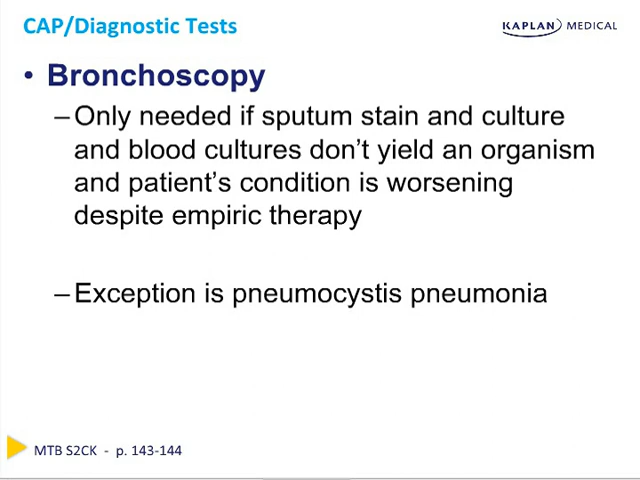 CAP/Diagnostic Tests
KAPLAN MEDICAL
• Bronchoscopy
–Only needed if sputum stain and culture
and blood cultures don’t yield an organism
and patient’s condition is worsening
despite empiric therapy
–Exception is pneumocystis pneumonia
MTB S2CK - p. 143-144